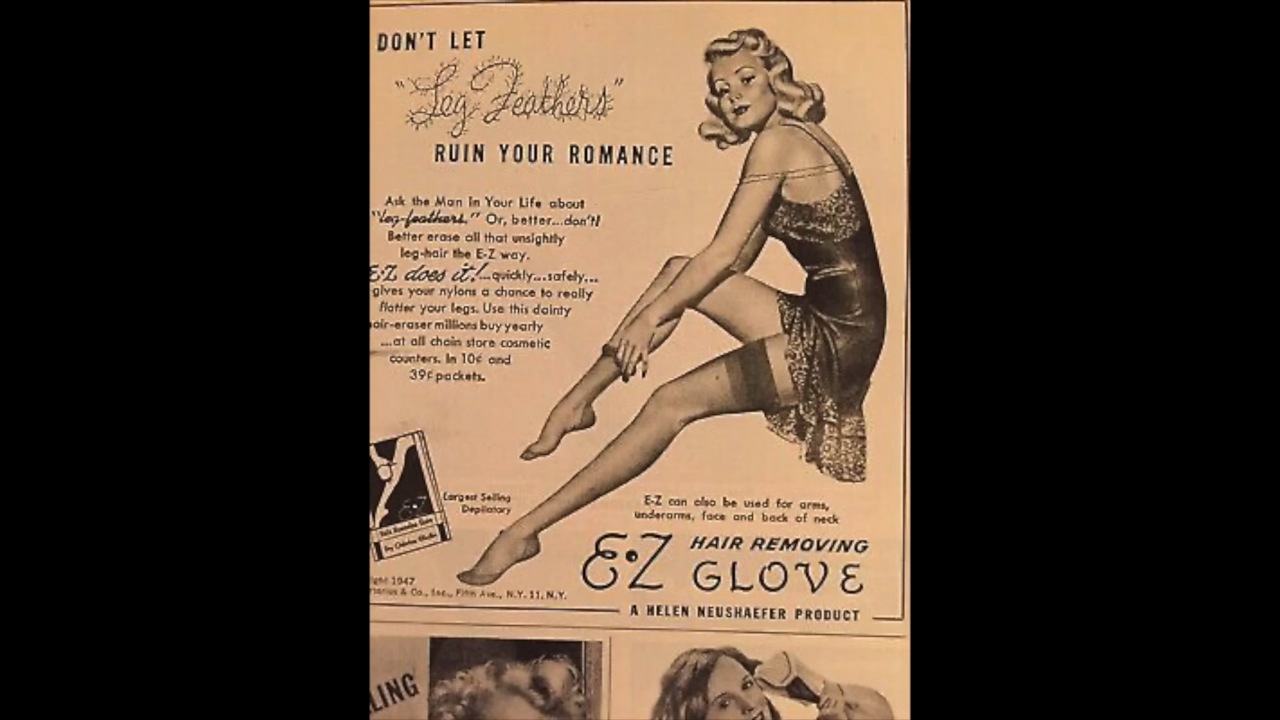 DON'T LET
"Leg Feathers"
RUIN YOUR ROMANCE
Ask the Man in Your Life about
"leg-feathers." Or, better...don't!
Better erase all that unsightly
leg-hair the E-Z way.
E-Z does it!...quickly...safely...
gives your nylons a chance to really
flatter your legs. Use this dainty
air-eraser millions buy yearly
...at all chain store cosmetic
counters. In 10¢ and
39¢ packets.
Largest Selling
Depilatory
E-Z can also be used for arms,
underarms, face and back of neck
E·Z HAIR REMOVING
GLOVE
ight 1947
& Co., Inc., Fifth Ave., N.Y. 11, N.Y.
A HELEN NEUSHAEFER PRODUCT
LING